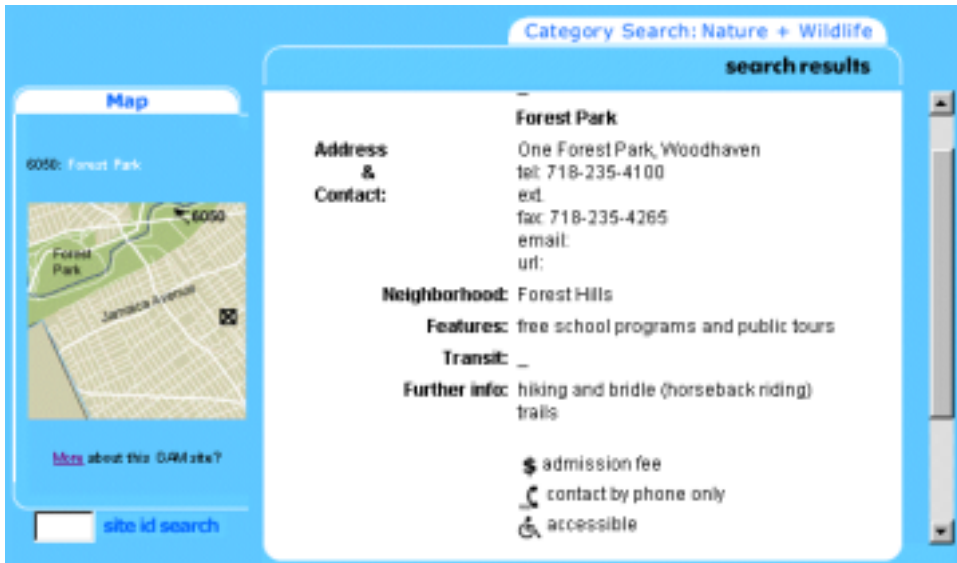 Category Search: Nature + Wildlife
search results
Map
6050: Forest Park
6050
Forest
Park
Jamaica Avenue
More about this OAM site?
site id search
Forest Park
Address
&
Contact:
One Forest Park, Woodhaven
tel: 718-235-4100
ext.
fax: 718-235-4265
email:
url:
Neighborhood: Forest Hills
Features: free school programs and public tours
Transit: _
Further info: hiking and bridle (horseback riding)
trails
$ admission fee
contact by phone only
accessible